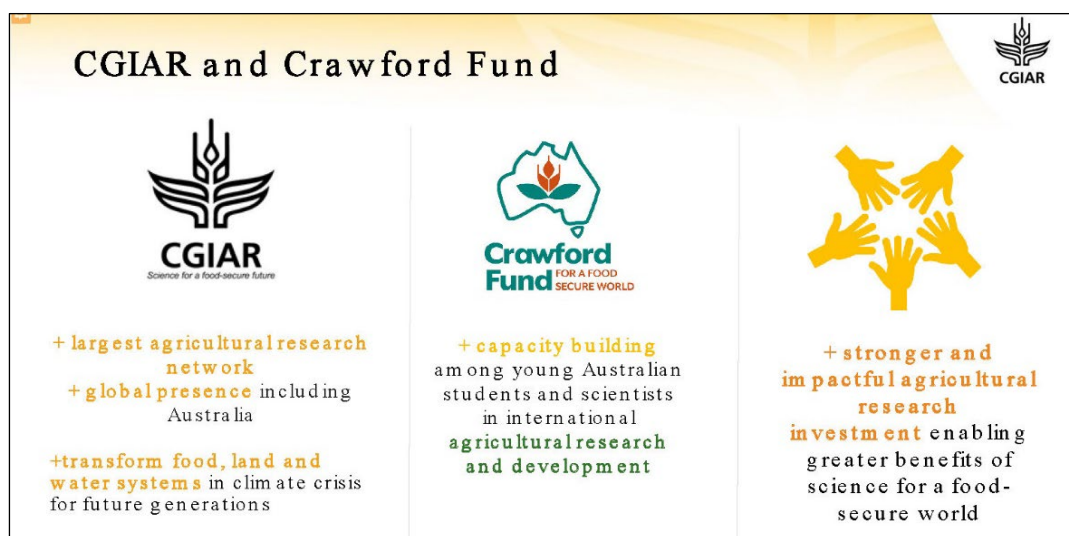 CGIAR and Crawford Fund
CGIAR
CGIAR
Science for a food-secure future
+ largest agricultural research
network
+ global presence including
Australia
+transform food, land and
water systems in climate crisis
for future generations
Crawford
Fund FOR A FOOD
SECURE WORLD
+ capacity building
among young Australian
students and scientists
in international
agricultural research
and development
+ stronger and
impactful agricultural
research
investment enabling
greater benefits of
science for a food-
secure world